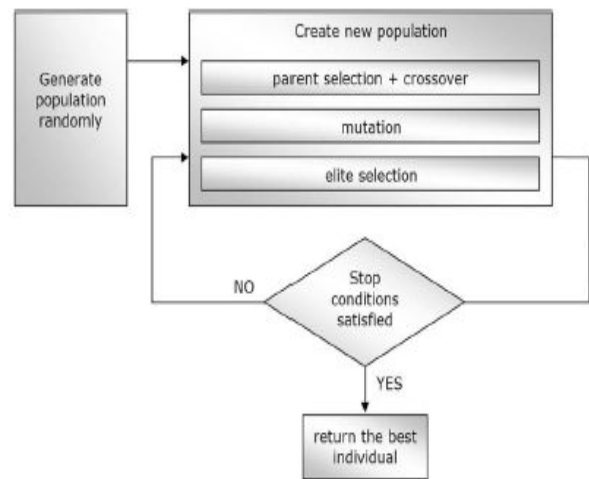 Generate
population
randomly
Create new population
parent selection + crossover
mutation
elite selection
NO
Stop
conditions
satisfied
YES
return the best
individual